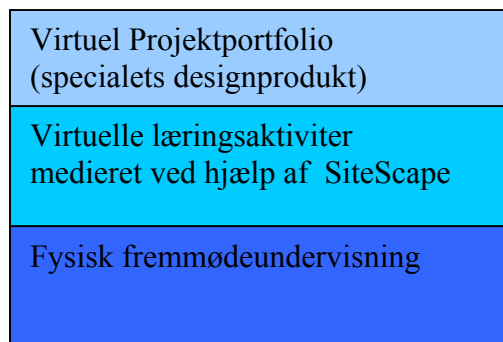 Virtuel Projektportfolio
(specialets designprodukt)
Virtuelle læringsaktiviter
medieret ved hjælp af SiteScape
Fysisk fremmødeundervisning